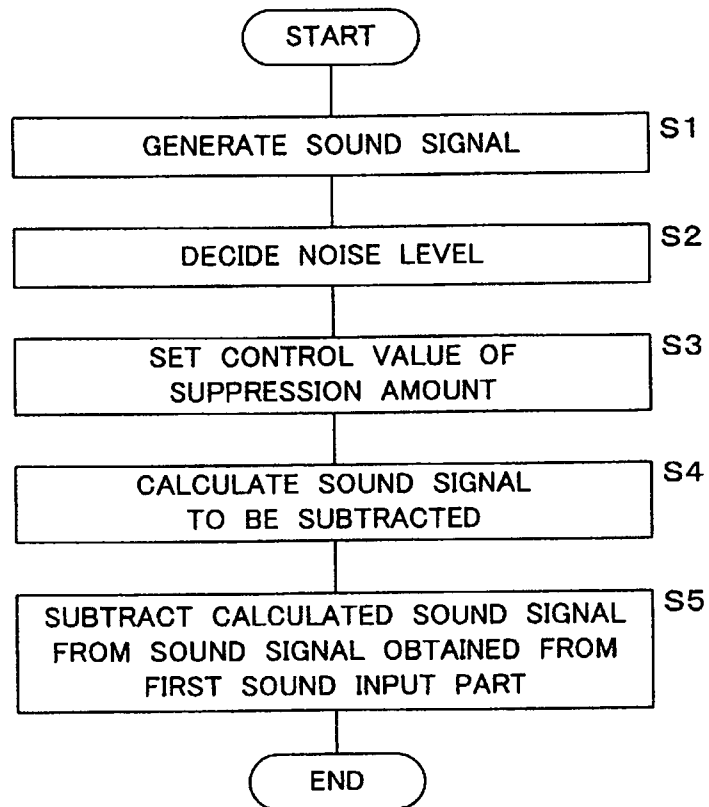 START
GENERATE SOUND SIGNAL
S1
DECIDE NOISE LEVEL
S2
SET CONTROL VALUE OF
SUPPRESSION AMOUNT
S3
CALCULATE SOUND SIGNAL
TO BE SUBTRACTED
S4
SUBTRACT CALCULATED SOUND SIGNAL
FROM SOUND SIGNAL OBTAINED FROM
FIRST SOUND INPUT PART
S5
END